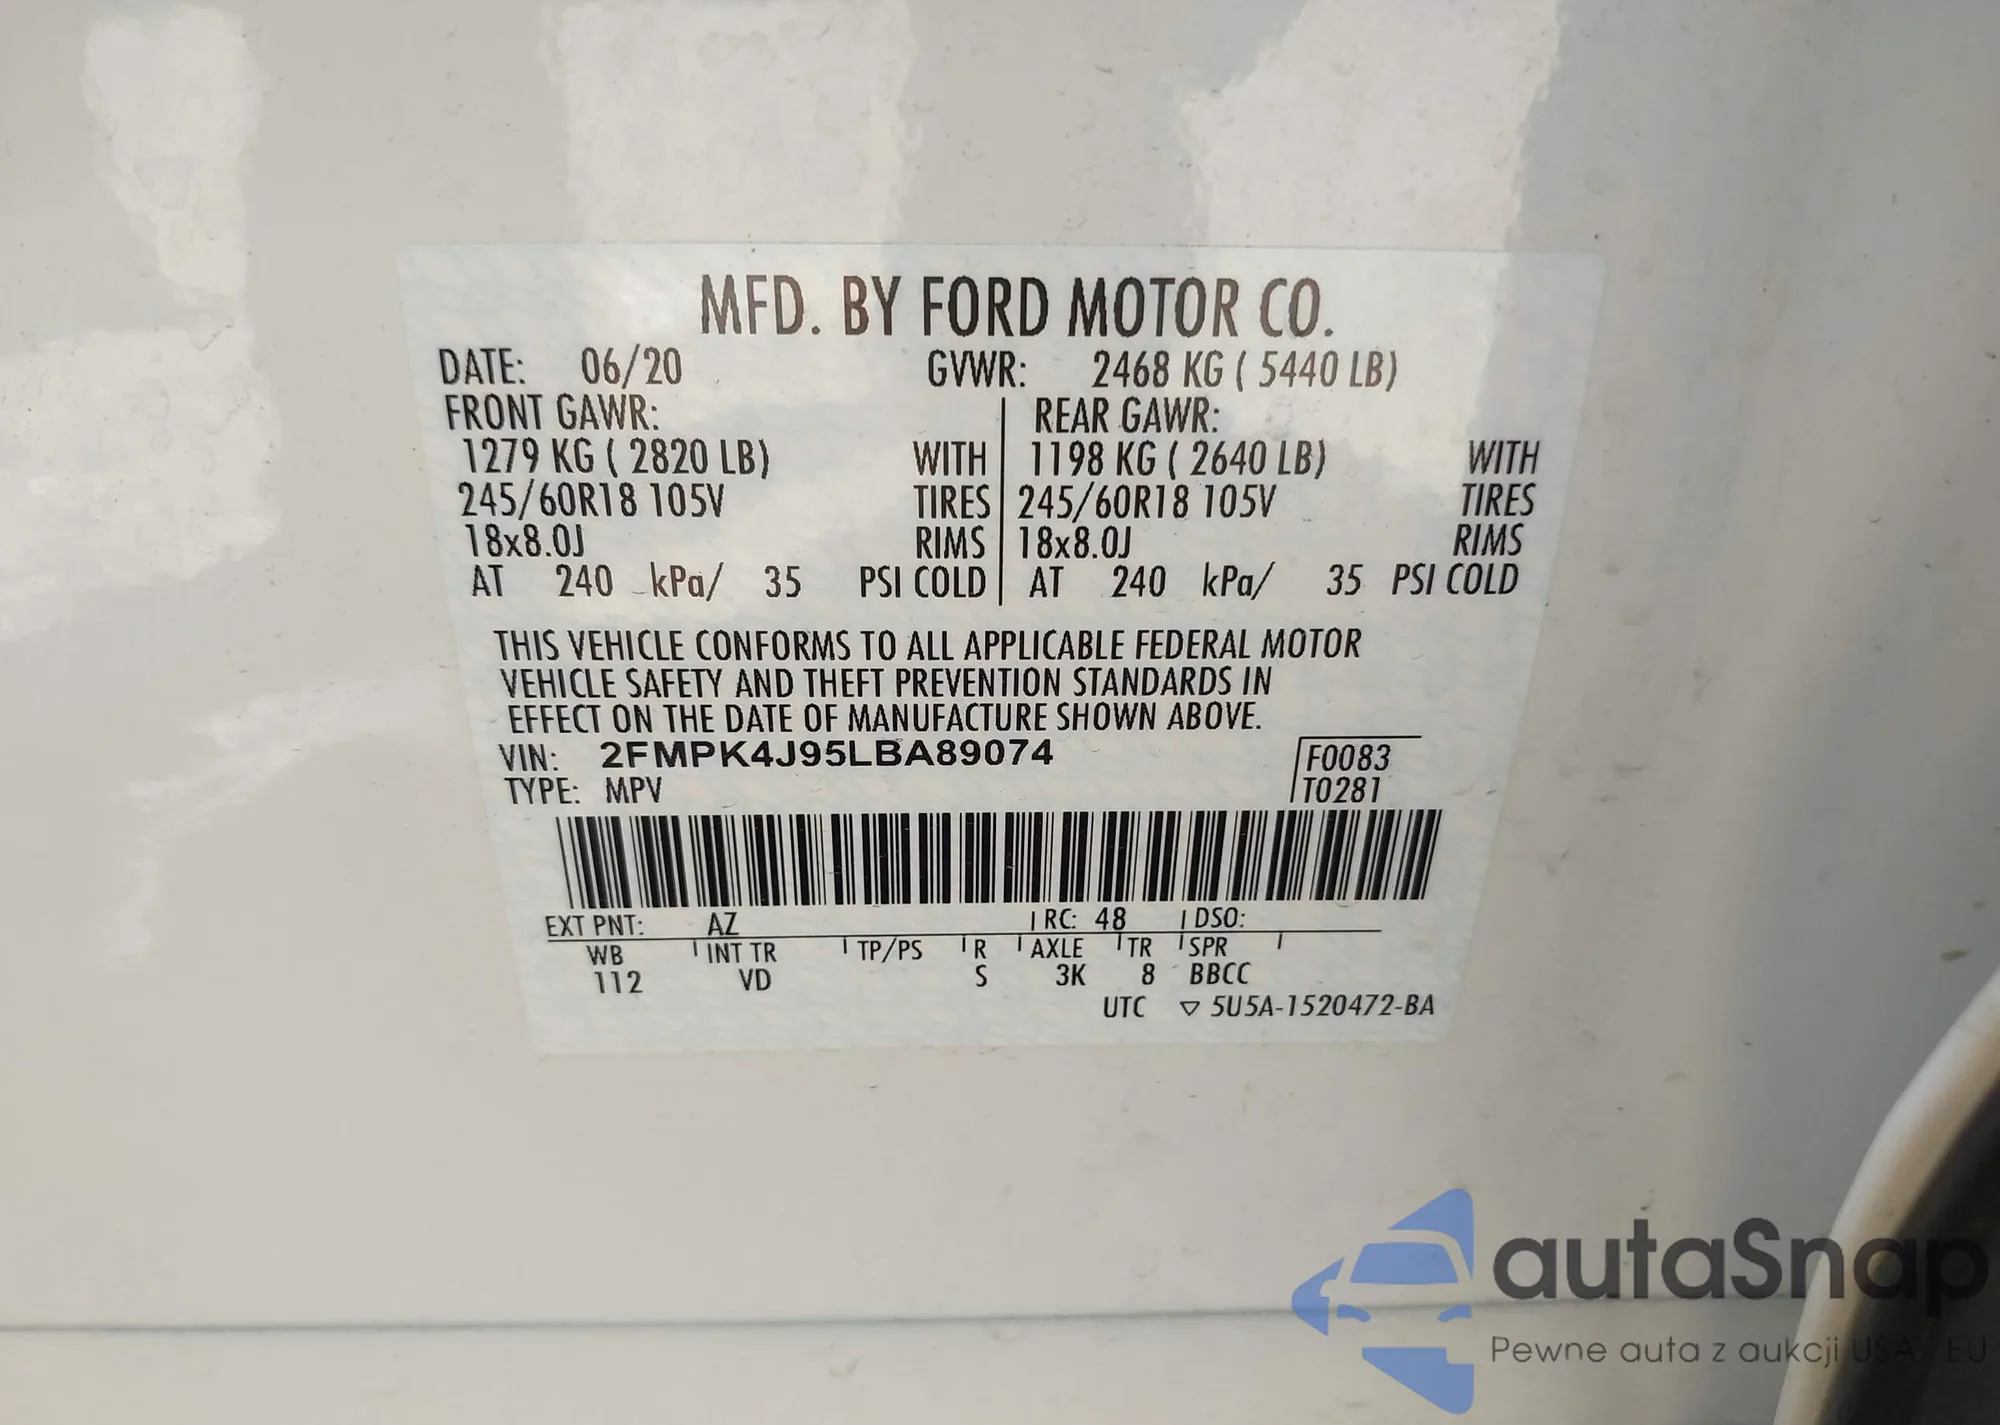 MFD. BY FORD MOTOR CO.
DATE: 06/20 GVWR: 2468 KG ( 5440 LB)
FRONT GAWR: REAR GAWR:
1279 KG ( 2820 LB) WITH 1198 KG ( 2640 LB) WITH
245/60R18 105V TIRES 245/60R18 105V TIRES
18x8.0J RIMS 18x8.0J RIMS
AT 240 kPa/ 35 PSI COLD AT 240 kPa/ 35 PSI COLD
THIS VEHICLE CONFORMS TO ALL APPLICABLE FEDERAL MOTOR
VEHICLE SAFETY AND THEFT PREVENTION STANDARDS IN
EFFECT ON THE DATE OF MANUFACTURE SHOWN ABOVE.
VIN: 2FMPK4J95LBA89074 F0083
TYPE: MPV T0281
EXT PNT: AZ RC: 48 DSO:
WB INT TR TP/PS R AXLE TR SPR
112 VD S 3K 8 BBCC
UTC ▽ 5U5A-1520472-BA
autaSnap
Pewne auta z aukcji USA EU